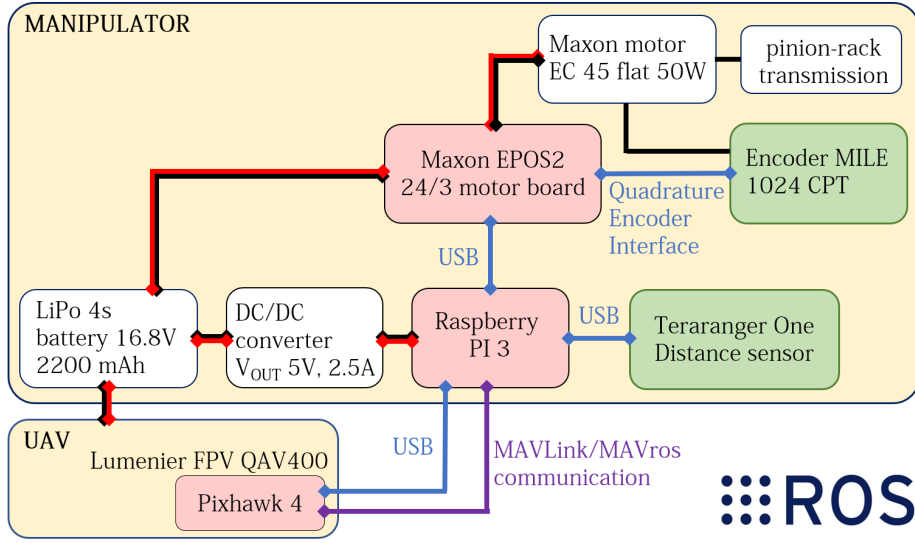 MANIPULATOR
Maxon motor
EC 45 flat 50W
pinion-rack
transmission
Maxon EPOS2
24/3 motor board
Encoder MILE
1024 CPT
Quadrature
Encoder
Interface
USB
LiPo 4s
battery 16.8V
2200 mAh
DC/DC
converter
VOUT 5V, 2.5A
Raspberry
PI 3
USB
Teraranger One
Distance sensor
UAV
Lumenier FPV QAV400
Pixhawk 4
USB
MAVLink/MAVros
communication
ROS